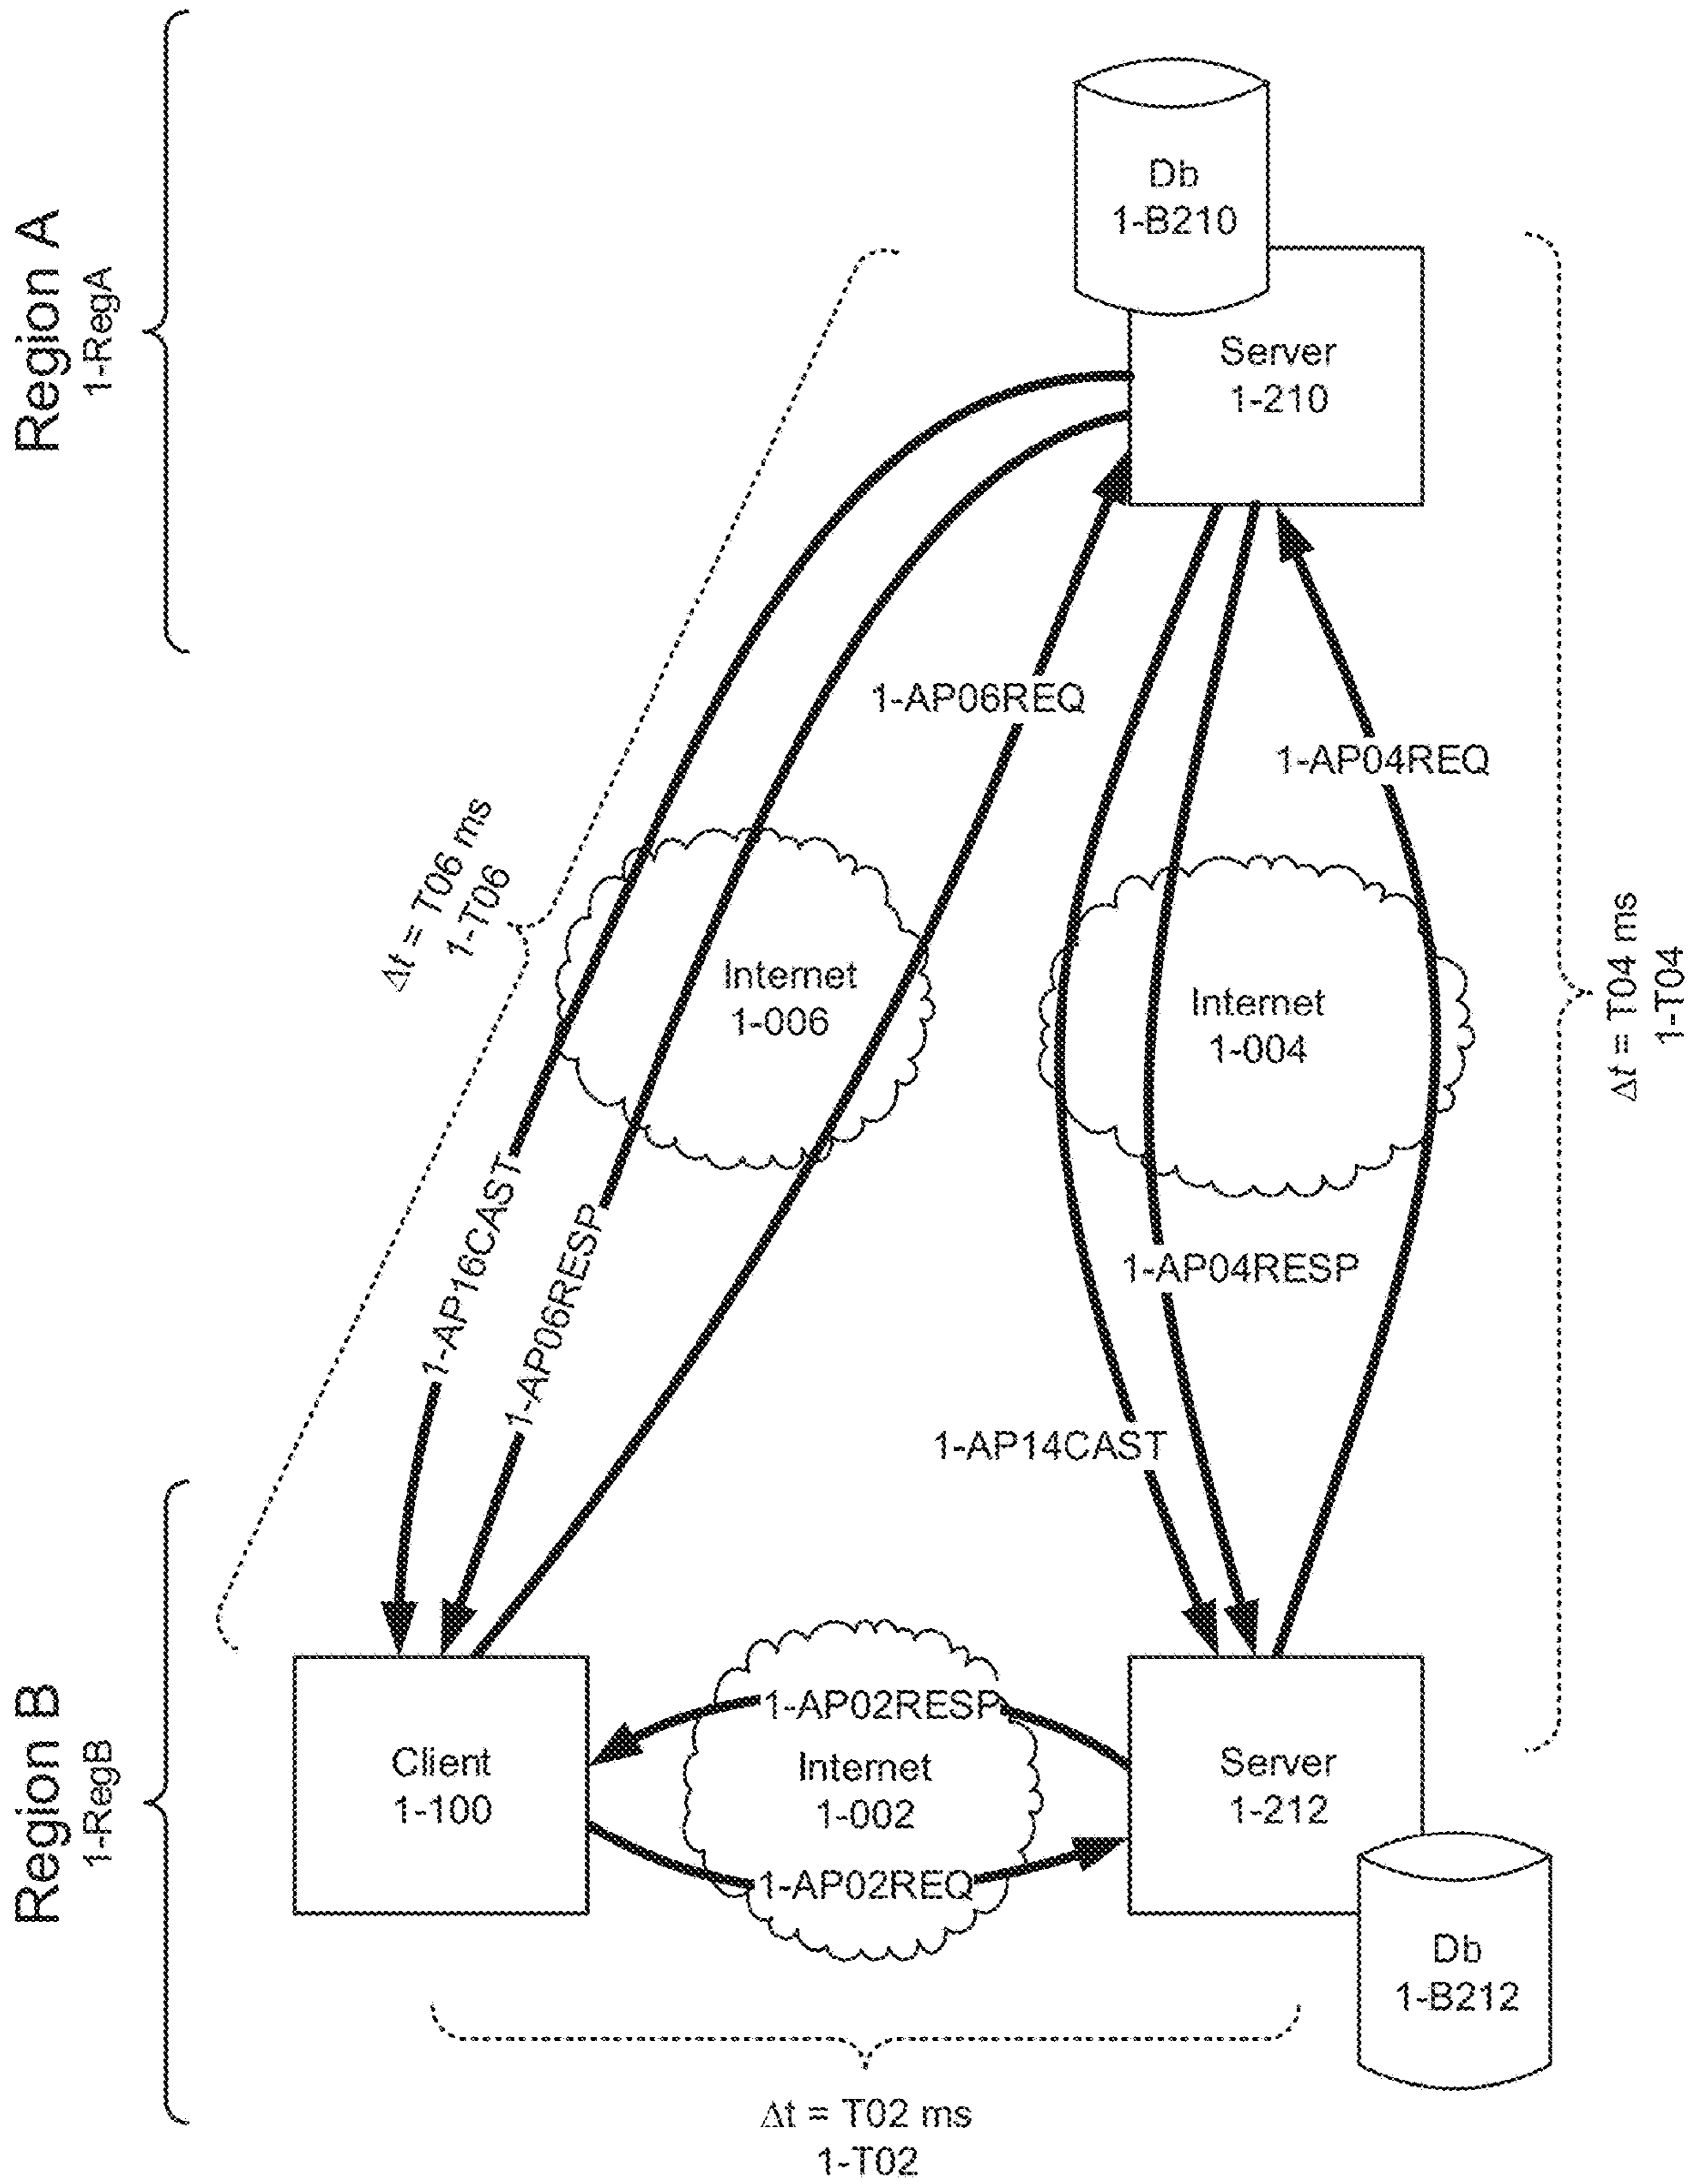 Region A
1-RegA
Db
1-B210
Server
1-210
1-AP06REQ
1-AP04REQ
Δt = T06 ms
1-T06
Internet
1-006
Internet
1-004
Δt = T04 ms
1-T04
1-AP16CAST
1-AP06RESP
1-AP04RESP
1-AP14CAST
Region B
1-RegB
Client
1-100
1-AP02RESP
Internet
1-002
1-AP02REQ
Server
1-212
Db
1-B212
Δt = T02 ms
1-T02